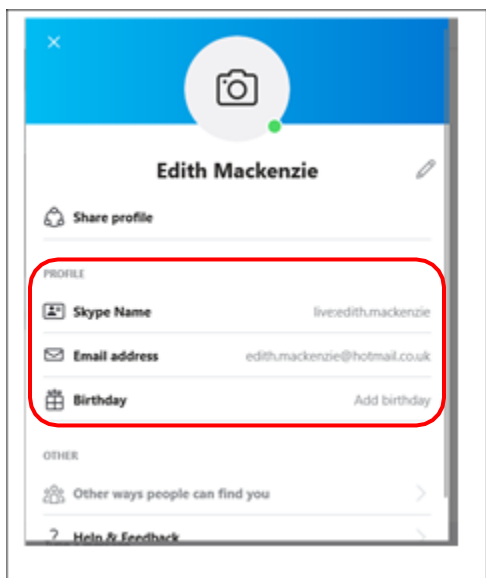 Edith Mackenzie
Share profile
PROFILE
Skype Name live:edith.mackenzie
Email address edith.mackenzie@hotmail.co.uk
Birthday Add birthday
OTHER
Other ways people can find you
Help & Feedback